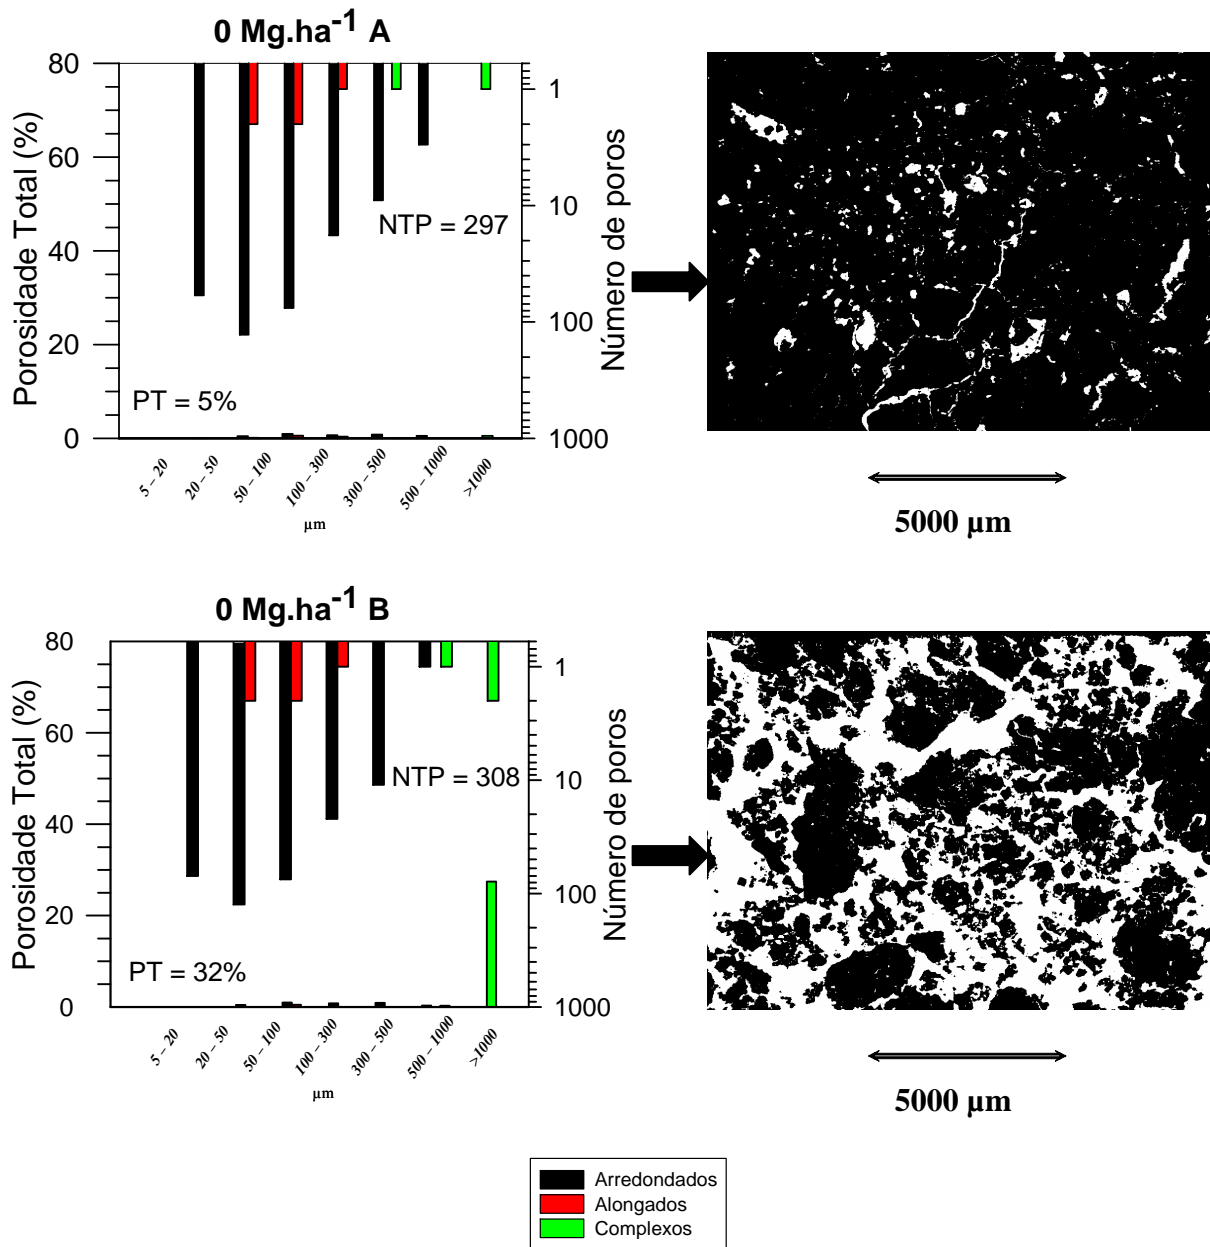 0 Mg.ha-1 A
Porosidade Total (%)
80
60
40
20
0
1
10
100
1000
Número de poros
NTP = 297
PT = 5%
5 – 20
20 – 50
50 – 100
100 – 300
300 – 500
500 – 1000
>1000
µm
5000 µm
0 Mg.ha-1 B
Porosidade Total (%)
80
60
40
20
0
1
10
100
1000
Número de poros
NTP = 308
PT = 32%
5 – 20
20 – 50
50 – 100
100 – 300
300 – 500
500 – 1000
>1000
µm
5000 µm
Arredondados
Alongados
Complexos